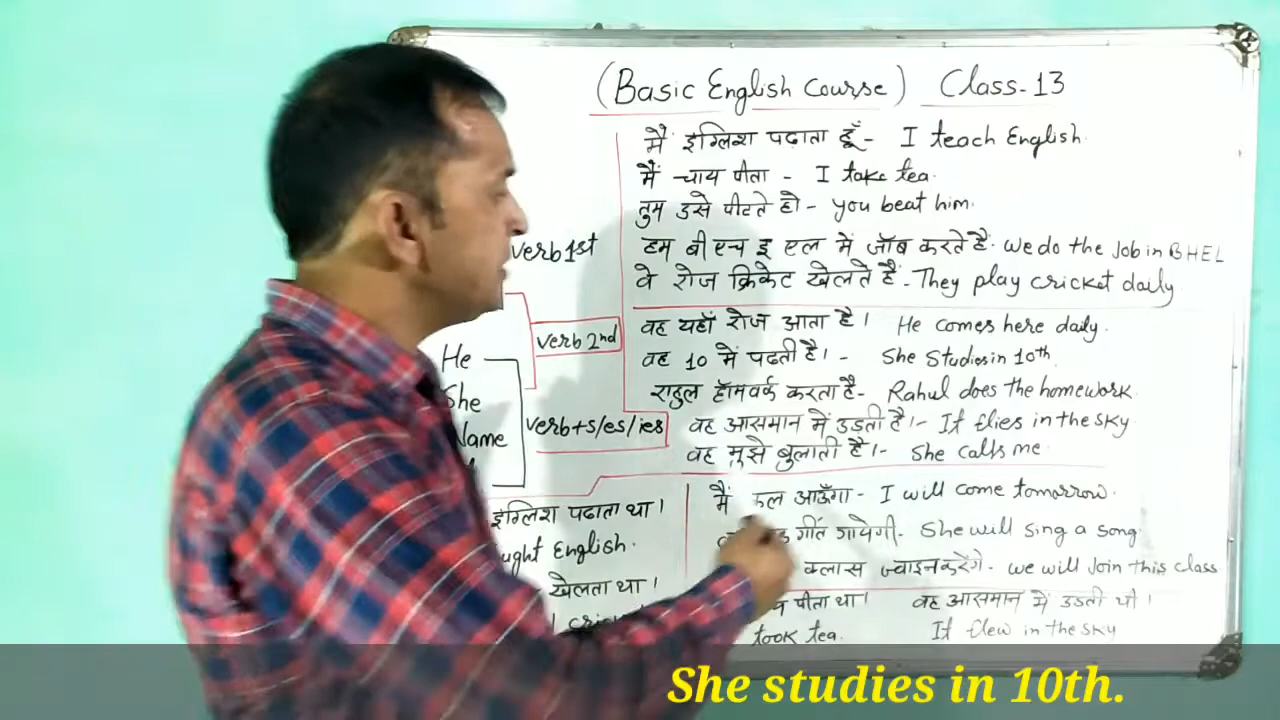 (Basic English Course) Class-13
मैं इंग्लिश पढ़ाता हूँ - I teach English.
मैं चाय पीता - I take tea.
तुम उसे पीटते हो - you beat him.
verb 1st
हम बी एच इ एल में जॉब करते हैं. we do the Job in BHEL
वे रोज क्रिकेट खेलते हैं - They play cricket daily
verb 2nd
वह यहाँ रोज आता है। He comes here daily.
He
वह 10 में पढती है। - She Studies in 10th.
She
राहुल हॉमवर्क करता है - Rahul does the homework.
Name
verb+s/es/ies
वह आसमान में उडती है। - It flies in the sky
वह मुझे बुलाती है। - She calls me.
मैं कल आऊँगा - I will come tomorrow.
इंग्लिश पढाता था।
गीत गायेगी - She will sing a song.
English.
क्लास ज्वाइन करेंगे - we will Join this class
खेलता था।
पीता था। वह आसमान में उडती थी।
took tea. It flew in the sky
She studies in 10th.